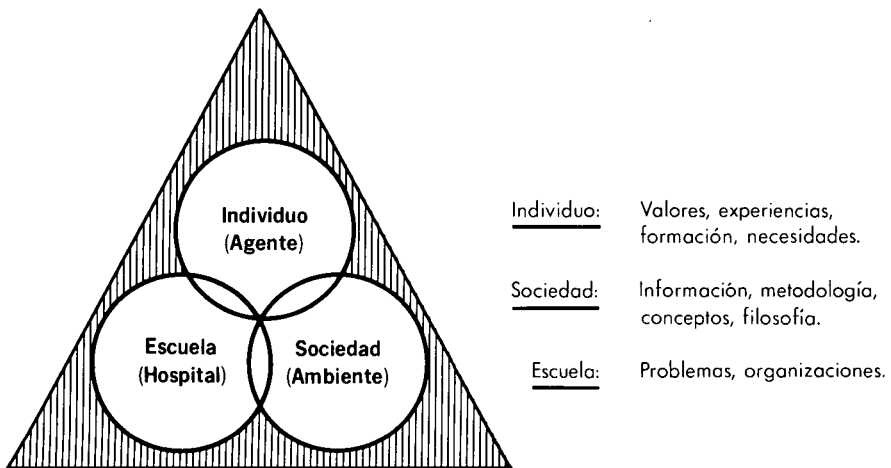 Individuo
(Agente)
Escuela
(Hospital)
Sociedad
(Ambiente)
Individuo: Valores, experiencias,
formación, necesidades.
Sociedad: Información, metodología,
conceptos, filosofía.
Escuela: Problemas, organizaciones.